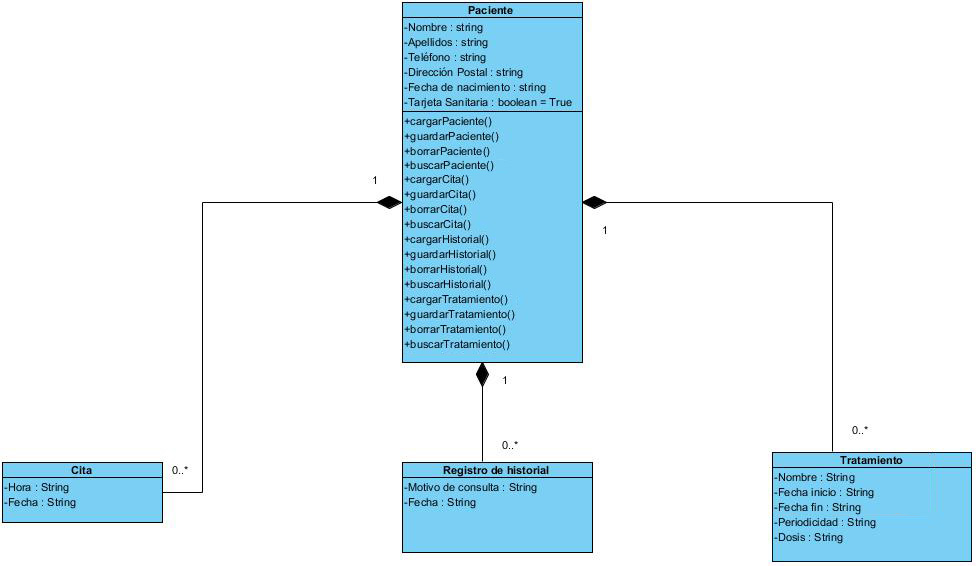 Paciente
-Nombre : string
-Apellidos : string
-Teléfono : string
-Dirección Postal : string
-Fecha de nacimiento : string
-Tarjeta Sanitaria : boolean = True
+cargarPaciente()
+guardarPaciente()
+borrarPaciente()
+buscarPaciente()
+cargarCita()
+guardarCita()
+borrarCita()
+buscarCita()
+cargarHistorial()
+guardarHistorial()
+borrarHistorial()
+buscarHistorial()
+cargarTratamiento()
+guardarTratamiento()
+borrarTratamiento()
+buscarTratamiento()
1
1
1
0..*
0..*
0..*
Cita
-Hora : String
-Fecha : String
Registro de historial
-Motivo de consulta : String
-Fecha : String
Tratamiento
-Nombre : String
-Fecha inicio : String
-Fecha fin : String
-Periodicidad : String
-Dosis : String